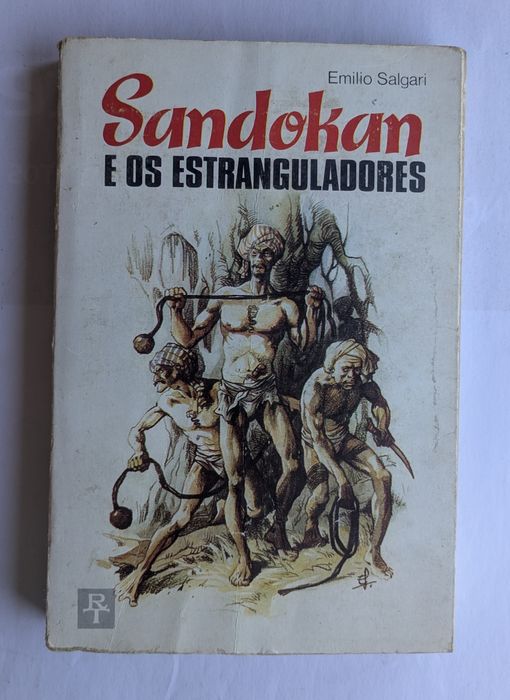 Emilio Salgari
Sandokan
E OS ESTRANGULADORES
RT